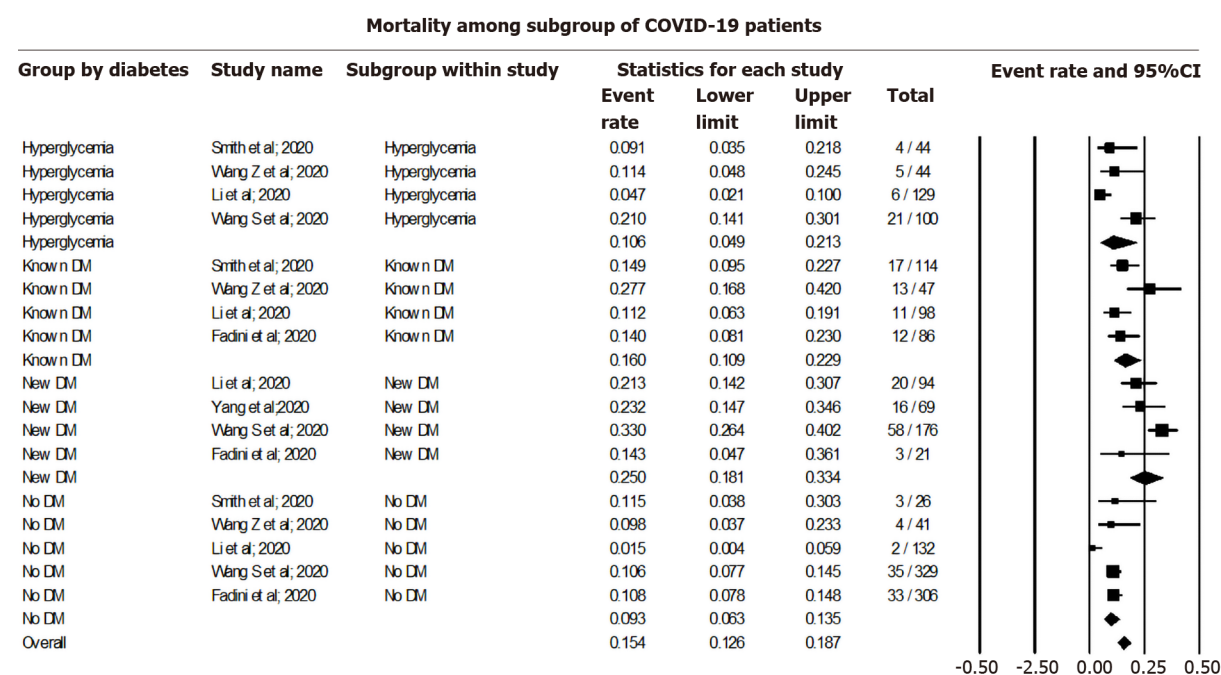 Mortality among subgroup of COVID-19 patients
Group by diabetes Study name Subgroup within study Statistics for each study Event rate and 95%CI
Event Lower Upper Total
rate limit limit
Hyperglycemia Smith et al; 2020 Hyperglycemia 0.091 0.035 0.218 4 / 44
Hyperglycemia Wang Z et al; 2020 Hyperglycemia 0.114 0.048 0.245 5 / 44
Hyperglycemia Li et al; 2020 Hyperglycemia 0.047 0.021 0.100 6 / 129
Hyperglycemia Wang S et al; 2020 Hyperglycemia 0.210 0.141 0.301 21 / 100
Hyperglycemia 0.106 0.049 0.213
Known DM Smith et al; 2020 Known DM 0.149 0.095 0.227 17 / 114
Known DM Wang Z et al; 2020 Known DM 0.277 0.168 0.420 13 / 47
Known DM Li et al; 2020 Known DM 0.112 0.063 0.191 11 / 98
Known DM Fadini et al; 2020 Known DM 0.140 0.081 0.230 12 / 86
Known DM 0.160 0.109 0.229
New DM Li et al; 2020 New DM 0.213 0.142 0.307 20 / 94
New DM Yang et al;2020 New DM 0.232 0.147 0.346 16 / 69
New DM Wang S et al; 2020 New DM 0.330 0.264 0.402 58 / 176
New DM Fadini et al; 2020 New DM 0.143 0.047 0.361 3 / 21
New DM 0.250 0.181 0.334
No DM Smith et al; 2020 No DM 0.115 0.038 0.303 3 / 26
No DM Wang Z et al; 2020 No DM 0.098 0.037 0.233 4 / 41
No DM Li et al; 2020 No DM 0.015 0.004 0.059 2 / 132
No DM Wang S et al; 2020 No DM 0.106 0.077 0.145 35 / 329
No DM Fadini et al; 2020 No DM 0.108 0.078 0.148 33 / 306
No DM 0.093 0.063 0.135
Overall 0.154 0.126 0.187
-0.50 -2.50 0.00 0.25 0.50